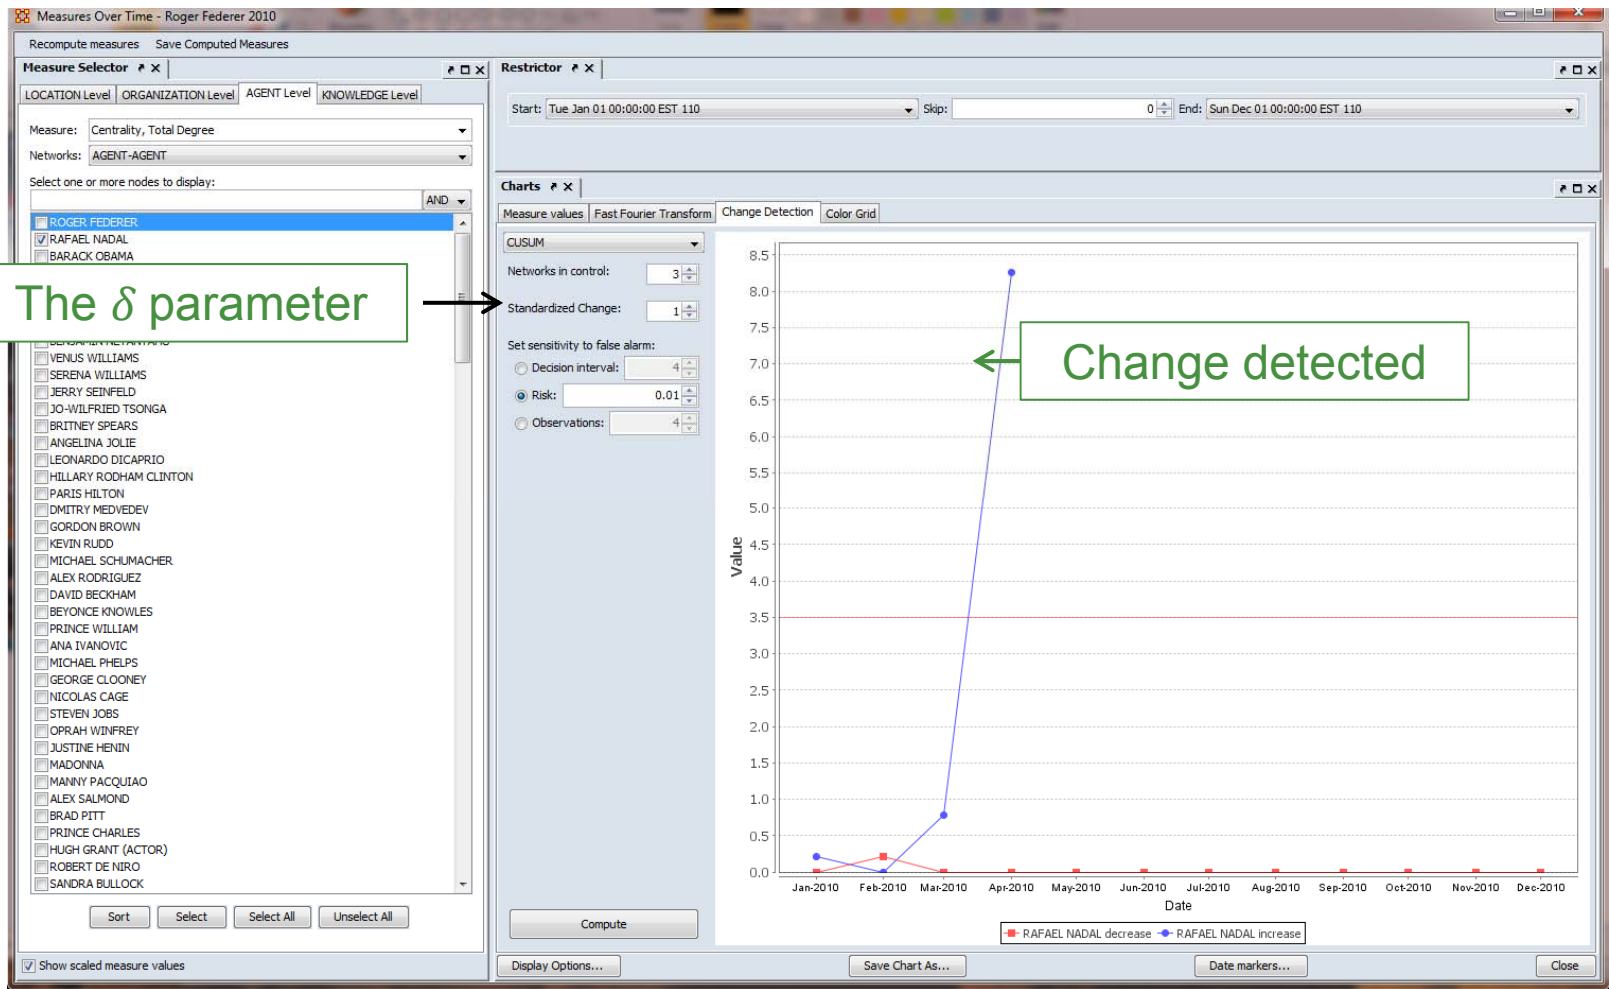 Measures Over Time - Roger Federer 2010
Recompute measures Save Computed Measures
Measure Selector
LOCATION Level ORGANIZATION Level AGENT Level KNOWLEDGE Level
Measure: Centrality, Total Degree
Networks: AGENT-AGENT
Select one or more nodes to display:
AND
ROGER FEDERER
RAFAEL NADAL
BARACK OBAMA
The δ parameter
VENUS WILLIAMS
SERENA WILLIAMS
JERRY SEINFELD
JO-WILFRIED TSONGA
BRITNEY SPEARS
ANGELINA JOLIE
LEONARDO DICAPRIO
HILLARY RODHAM CLINTON
PARIS HILTON
DMITRY MEDVEDEV
GORDON BROWN
KEVIN RUDD
MICHAEL SCHUMACHER
ALEX RODRIGUEZ
DAVID BECKHAM
BEYONCE KNOWLES
PRINCE WILLIAM
ANA IVANOVIC
MICHAEL PHELPS
GEORGE CLOONEY
NICOLAS CAGE
STEVEN JOBS
OPRAH WINFREY
JUSTINE HENIN
MADONNA
MANNY PACQUIAO
ALEX SALMOND
BRAD PITT
PRINCE CHARLES
HUGH GRANT (ACTOR)
ROBERT DE NIRO
SANDRA BULLOCK
Sort Select Select All Unselect All
Show scaled measure values
Restrictor
Start: Tue Jan 01 00:00:00 EST 110 Skip: 0 End: Sun Dec 01 00:00:00 EST 110
Charts
Measure values Fast Fourier Transform Change Detection Color Grid
CUSUM
Networks in control: 3
Standardized Change: 1
Set sensitivity to false alarm:
Decision interval: 4
Risk: 0.01
Observations: 4
Compute
8.5
8.0
7.5
7.0
6.5
6.0
5.5
5.0
4.5
4.0
3.5
3.0
2.5
2.0
1.5
1.0
0.5
0.0
Value
Change detected
Jan-2010 Feb-2010 Mar-2010 Apr-2010 May-2010 Jun-2010 Jul-2010 Aug-2010 Sep-2010 Oct-2010 Nov-2010 Dec-2010
Date
RAFAEL NADAL decrease RAFAEL NADAL increase
Display Options... Save Chart As... Date markers... Close